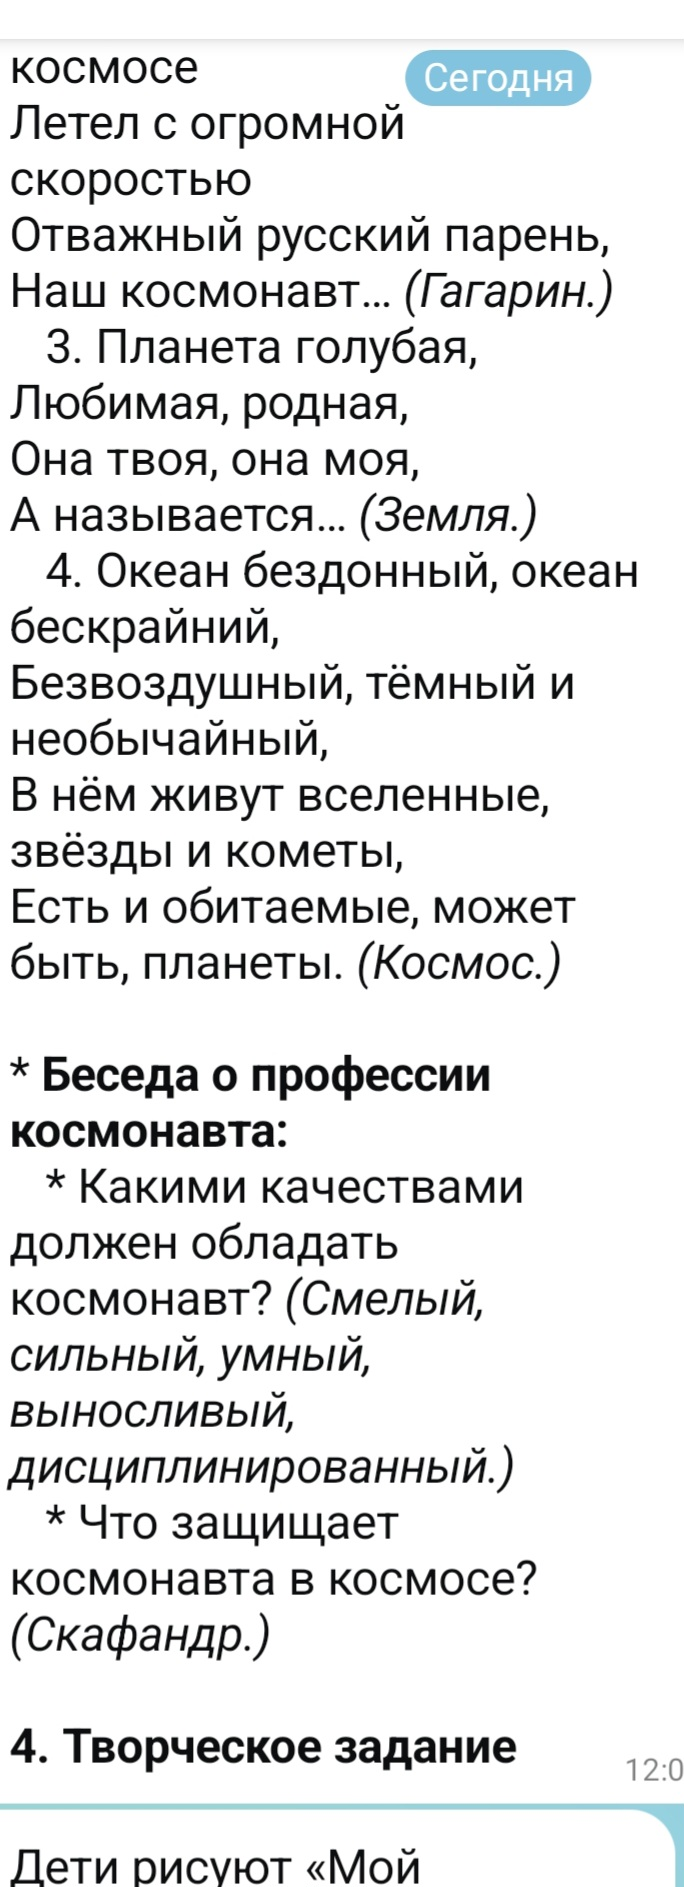 космосе
Сегодня
Летел с огромной
скоростью
Отважный русский парень,
Наш космонавт... (Гагарин.)
3. Планета голубая,
Любимая, родная,
Она твоя, она моя,
А называется... (Земля.)
4. Океан бездонный, океан
бескрайний,
Безвоздушный, тёмный и
необычайный,
В нём живут вселенные,
звёзды и кометы,
Есть и обитаемые, может
быть, планеты. (Космос.)
* Беседа о профессии
космонавта:
* Какими качествами
должен обладать
космонавт? (Смелый,
сильный, умный,
выносливый,
дисциплинированный.)
* Что защищает
космонавта в космосе?
(Скафандр.)
4. Творческое задание
12:0
Дети рисуют «Мой